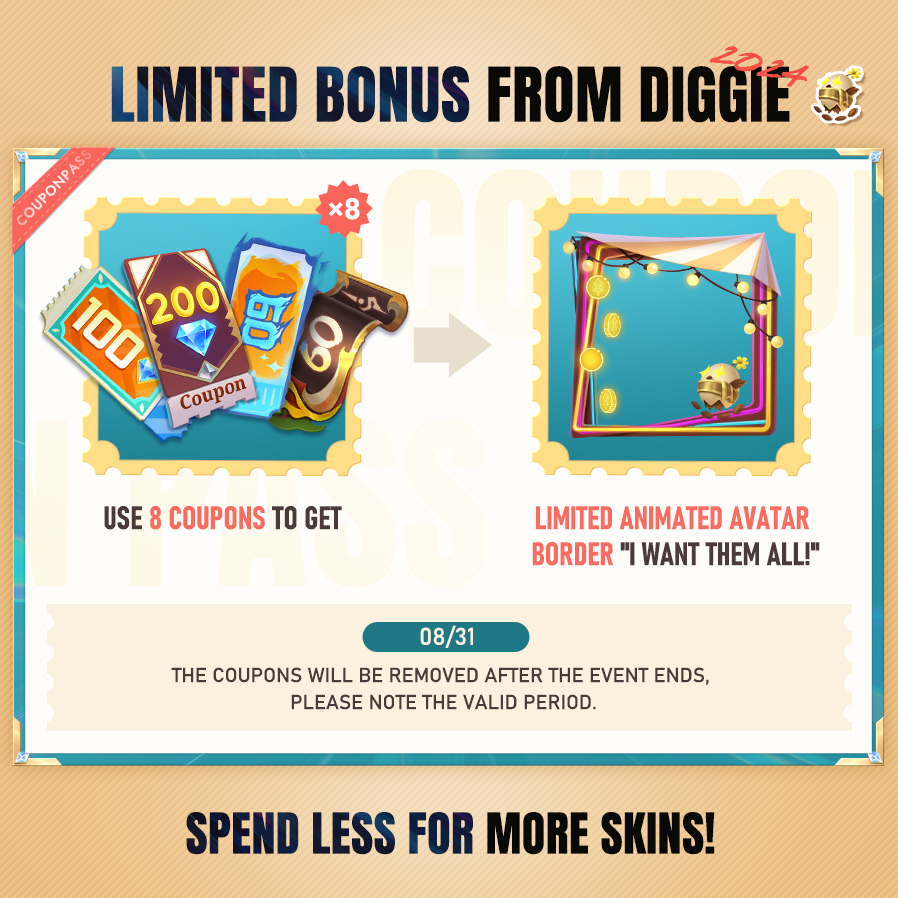 LIMITED BONUS FROM DIGGIE
2024
COUPONPASS
×8
100
200
Coupon
60
60
USE 8 COUPONS TO GET
LIMITED ANIMATED AVATAR
BORDER "I WANT THEM ALL!"
08/31
THE COUPONS WILL BE REMOVED AFTER THE EVENT ENDS,
PLEASE NOTE THE VALID PERIOD.
SPEND LESS FOR MORE SKINS!